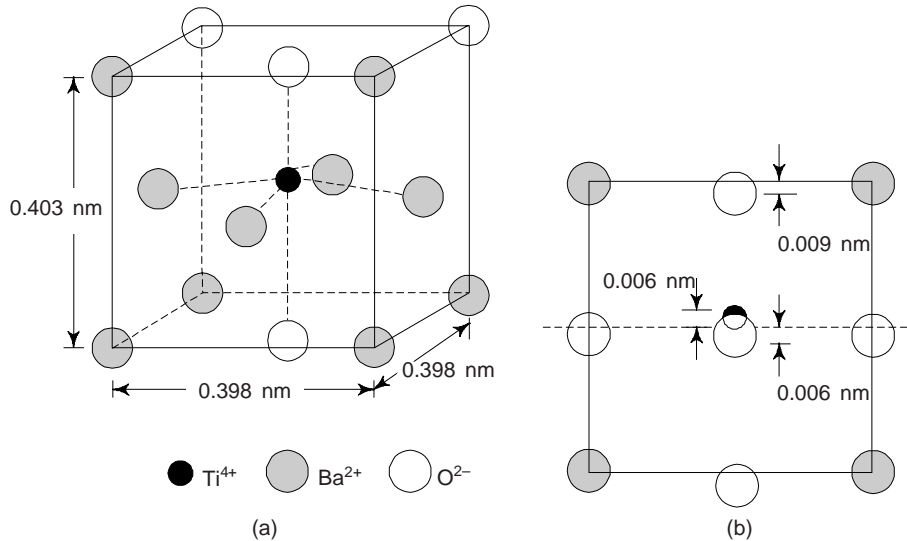 0.403 nm
0.398 nm
0.398 nm
Ti⁴⁺
Ba²⁺
O²⁻
(a)
0.009 nm
0.006 nm
0.006 nm
(b)